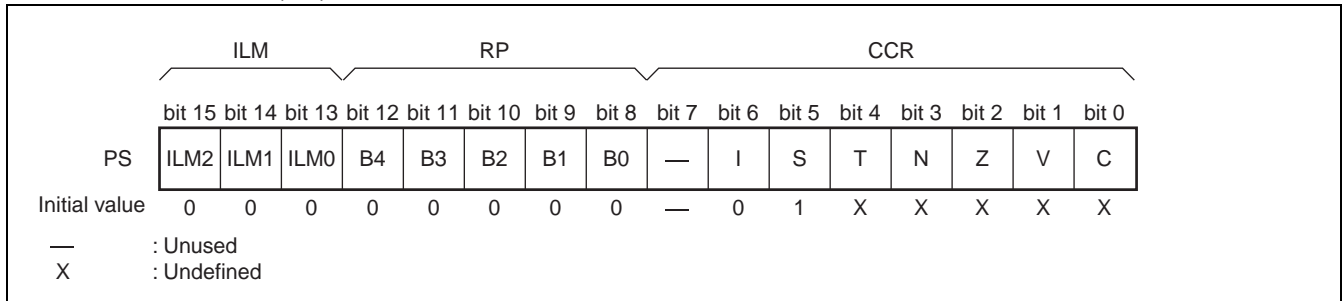 ILM RP CCR
bit 15 bit 14 bit 13 bit 12 bit 11 bit 10 bit 9 bit 8 bit 7 bit 6 bit 5 bit 4 bit 3 bit 2 bit 1 bit 0
PS ILM2 ILM1 ILM0 B4 B3 B2 B1 B0 — I S T N Z V C
Initial value 0 0 0 0 0 0 0 0 — 0 1 X X X X X
— : Unused
X : Undefined